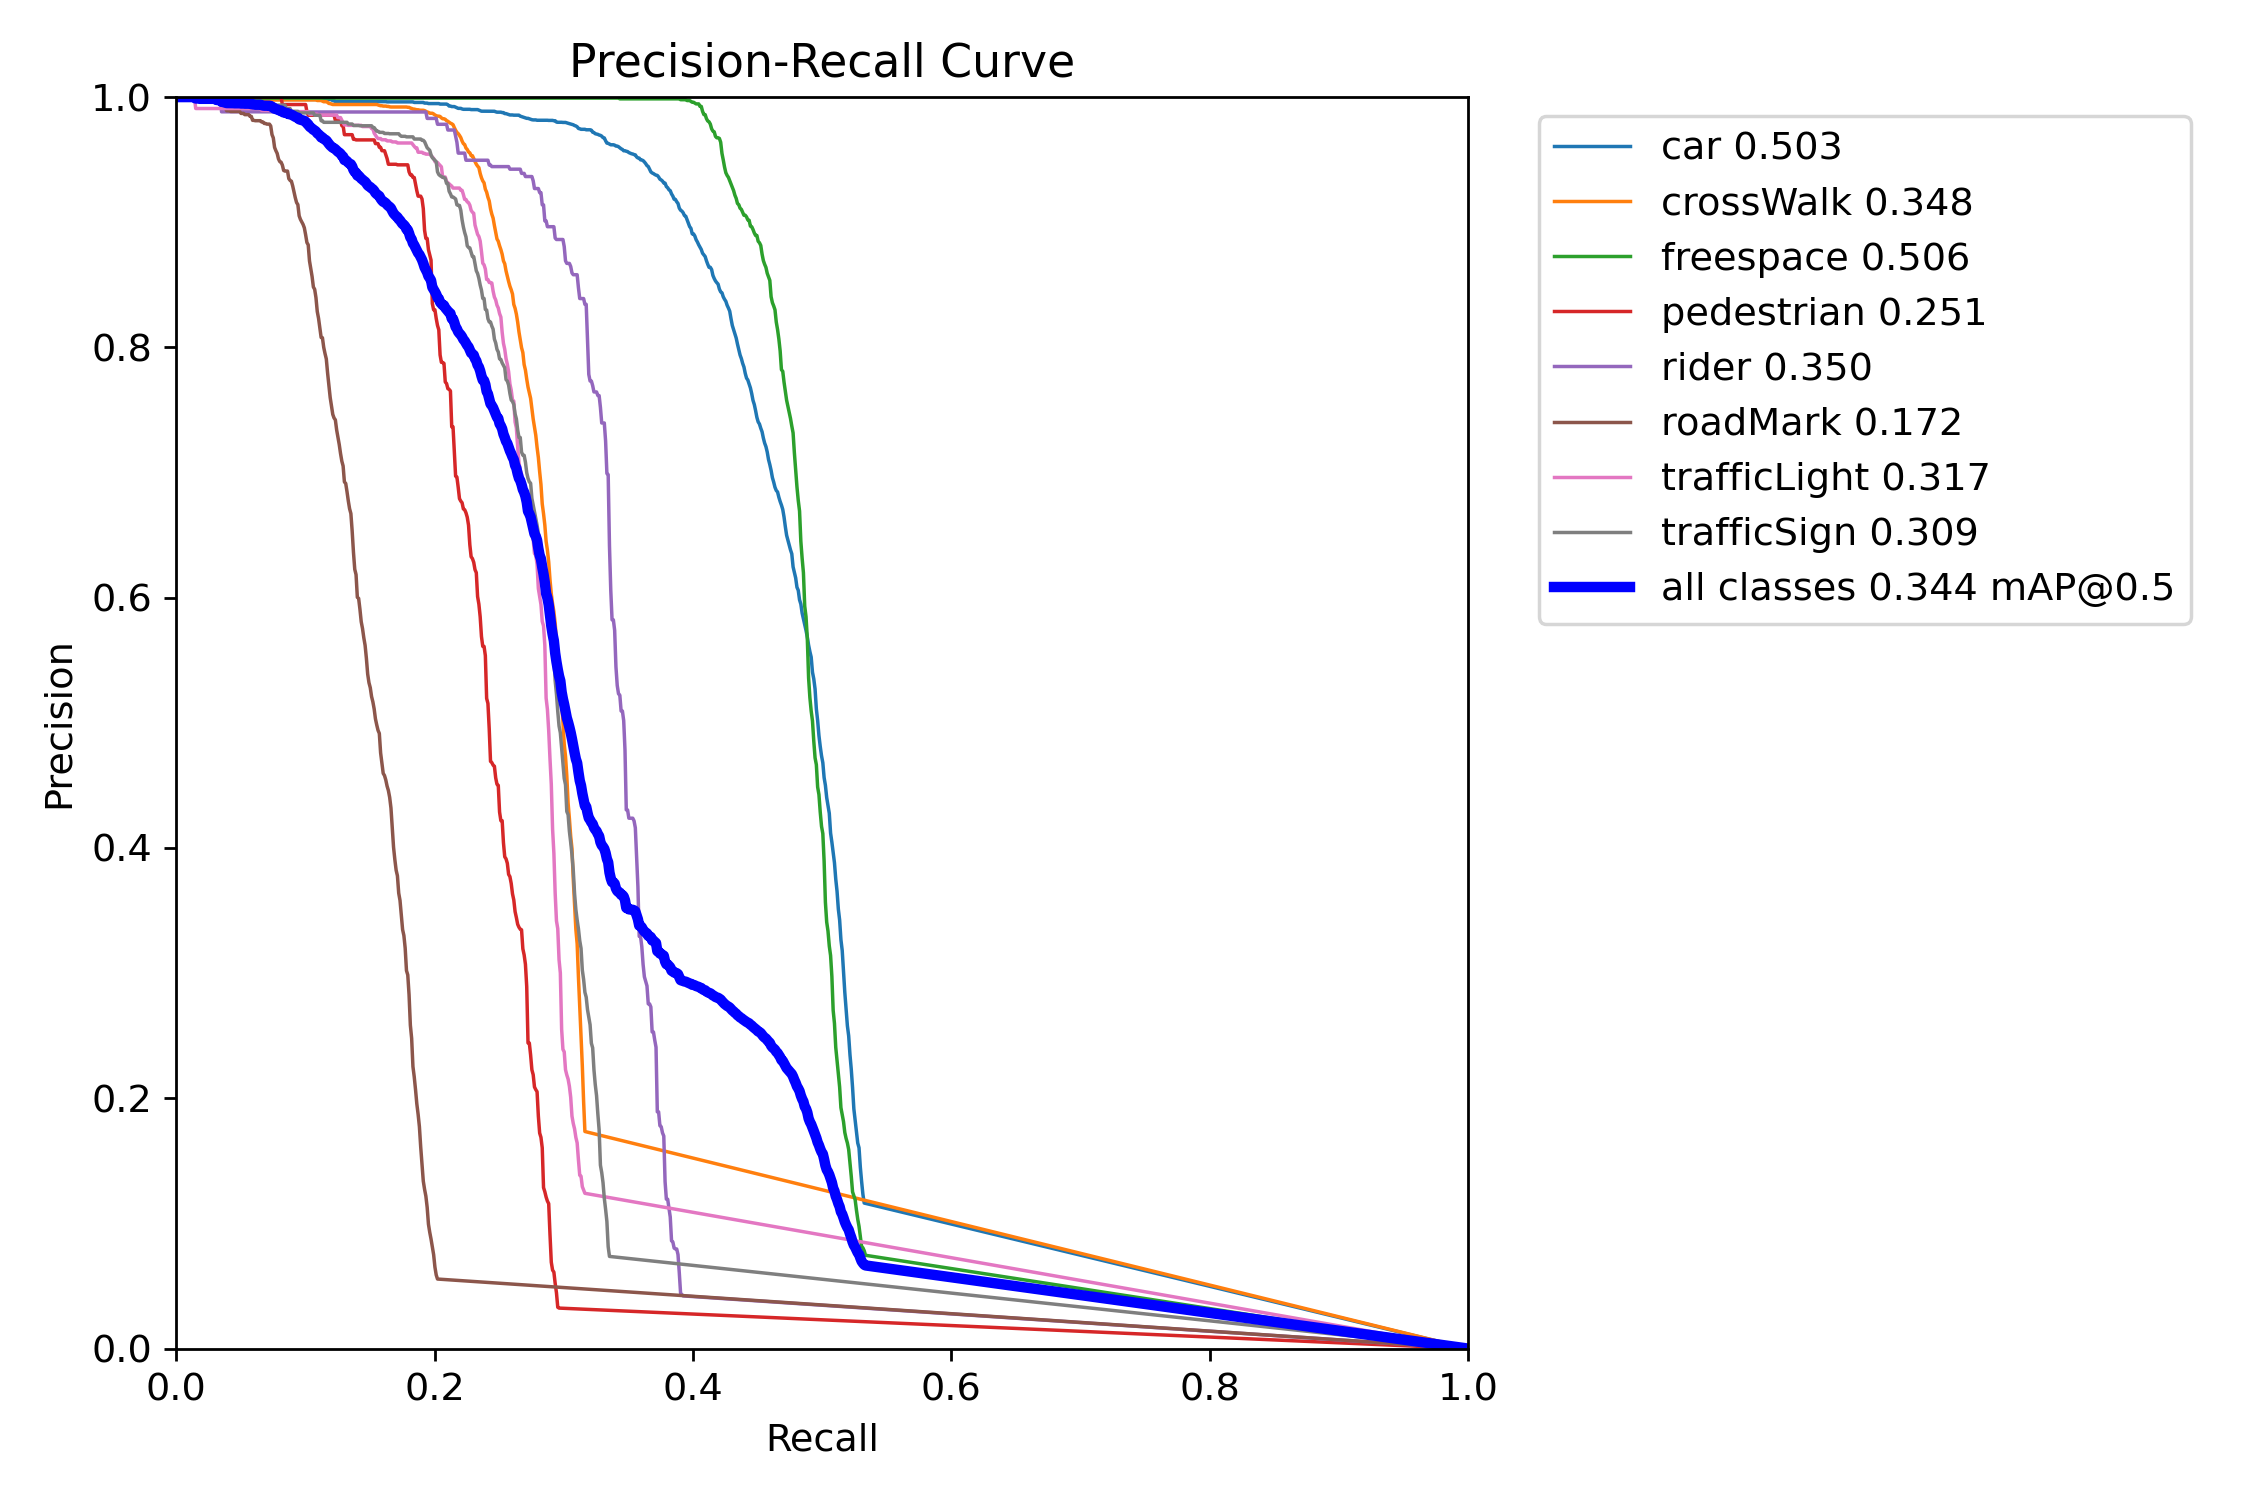 Precision-Recall Curve
1.0
0.8
0.6
0.4
0.2
0.0
Precision
0.0 0.2 0.4 0.6 0.8 1.0
Recall
car 0.503
crossWalk 0.348
freespace 0.506
pedestrian 0.251
rider 0.350
roadMark 0.172
trafficLight 0.317
trafficSign 0.309
all classes 0.344 mAP@0.5